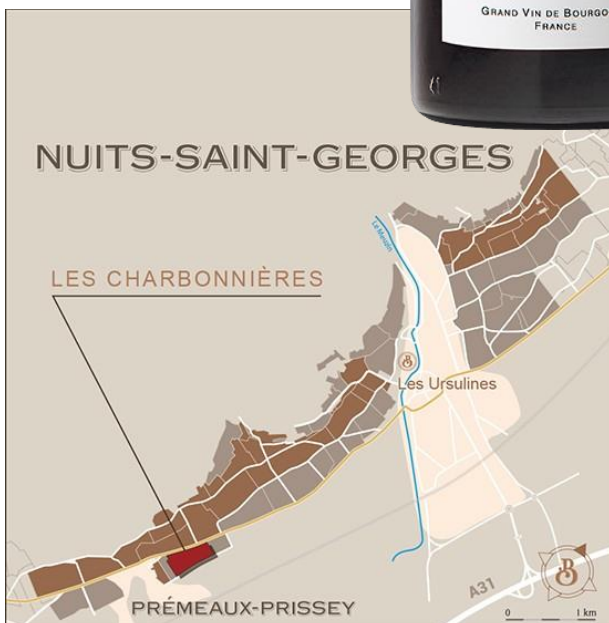 GRAND VIN DE BOURGO
FRANCE
NUITS-SAINT-GEORGES
Le Meuzin
LES CHARBONNIÈRES
B
Les Ursulines
B
A31
PRÉMEAUX-PRISSEY
0 1 km